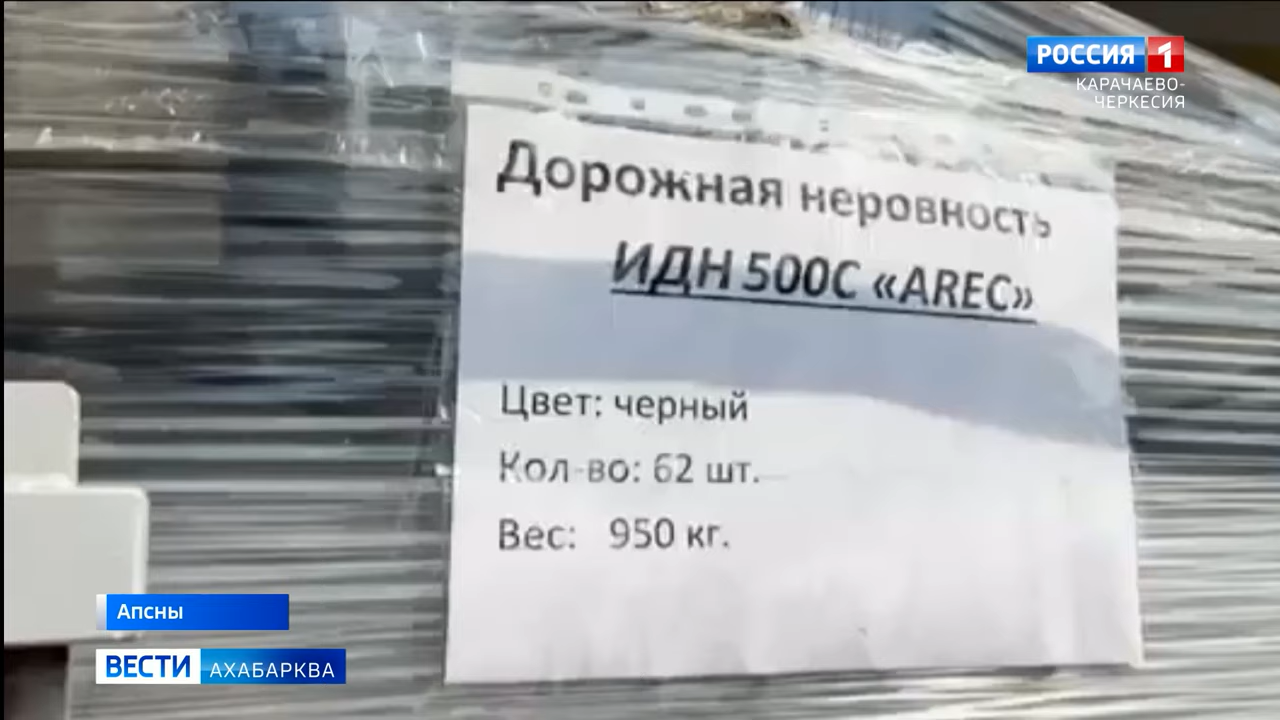 РОССИЯ 1
КАРАЧАЕВО-
ЧЕРКЕСИЯ
Дорожная неровность
ИДН 500С «AREC»
Цвет: черный
Кол-во: 62 шт.
Вес: 950 кг.
Апсны
ВЕСТИ АХАБАРКВА